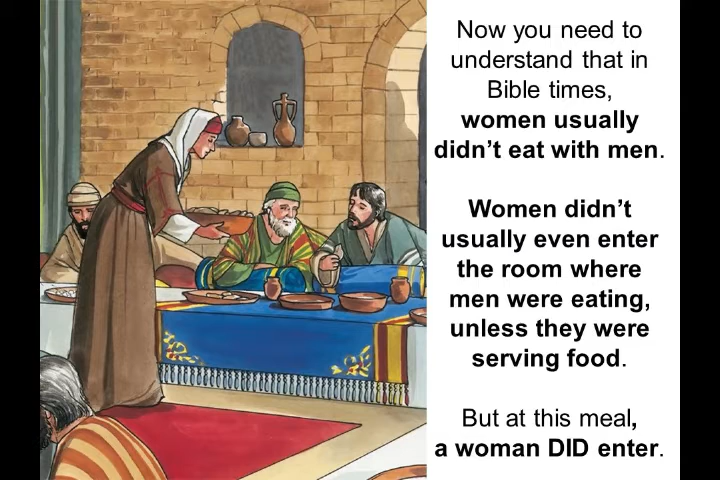 Now you need to
understand that in
Bible times,
women usually
didn't eat with men.
Women didn't
usually even enter
the room where
men were eating,
unless they were
serving food.
But at this meal,
a woman DID enter.